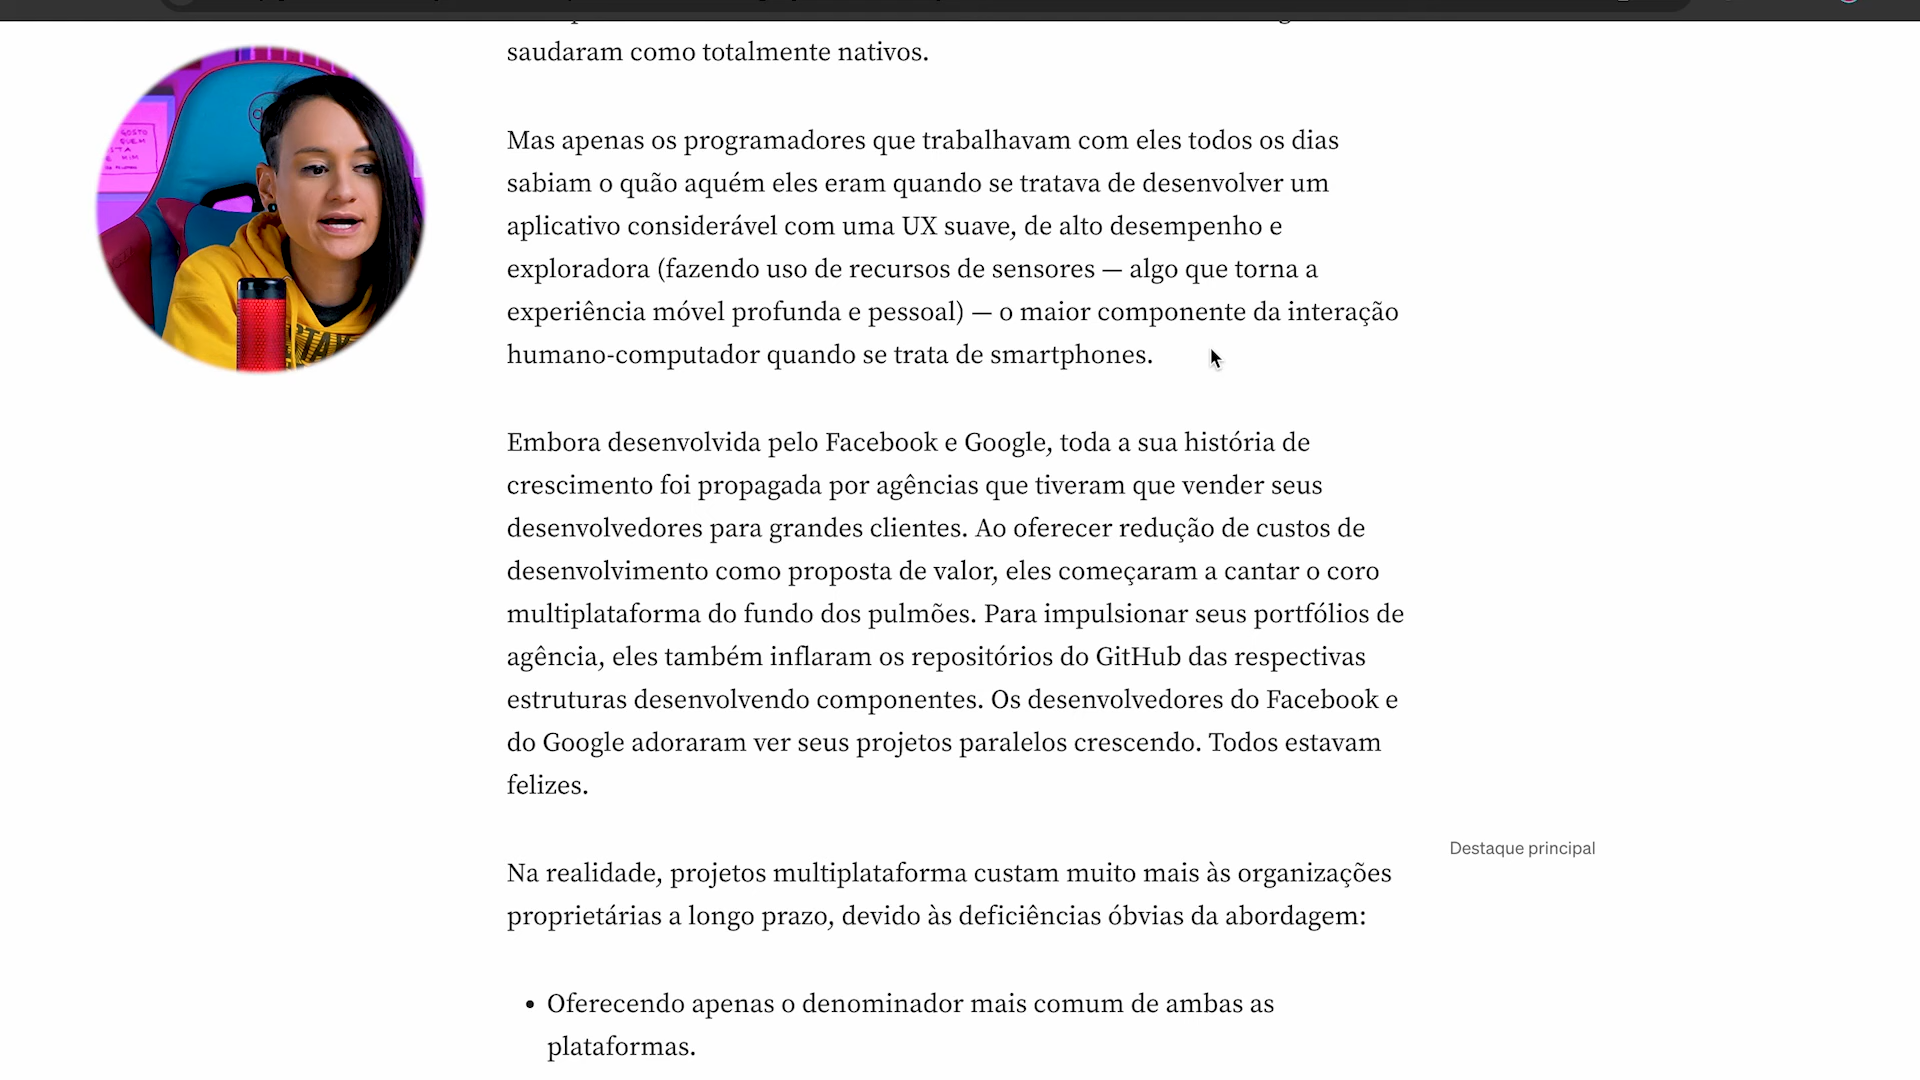 saudaram como totalmente nativos.
Mas apenas os programadores que trabalhavam com eles todos os dias
sabiam o quão aquém eles eram quando se tratava de desenvolver um
aplicativo considerável com uma UX suave, de alto desempenho e
exploradora (fazendo uso de recursos de sensores — algo que torna a
experiência móvel profunda e pessoal) — o maior componente da interação
humano-computador quando se trata de smartphones.
Embora desenvolvida pelo Facebook e Google, toda a sua história de
crescimento foi propagada por agências que tiveram que vender seus
desenvolvedores para grandes clientes. Ao oferecer redução de custos de
desenvolvimento como proposta de valor, eles começaram a cantar o coro
multiplataforma do fundo dos pulmões. Para impulsionar seus portfólios de
agência, eles também inflaram os repositórios do GitHub das respectivas
estruturas desenvolvendo componentes. Os desenvolvedores do Facebook e
do Google adoraram ver seus projetos paralelos crescendo. Todos estavam
felizes.
Destaque principal
Na realidade, projetos multiplataforma custam muito mais às organizações
proprietárias a longo prazo, devido às deficiências óbvias da abordagem:
• Oferecendo apenas o denominador mais comum de ambas as
plataformas.